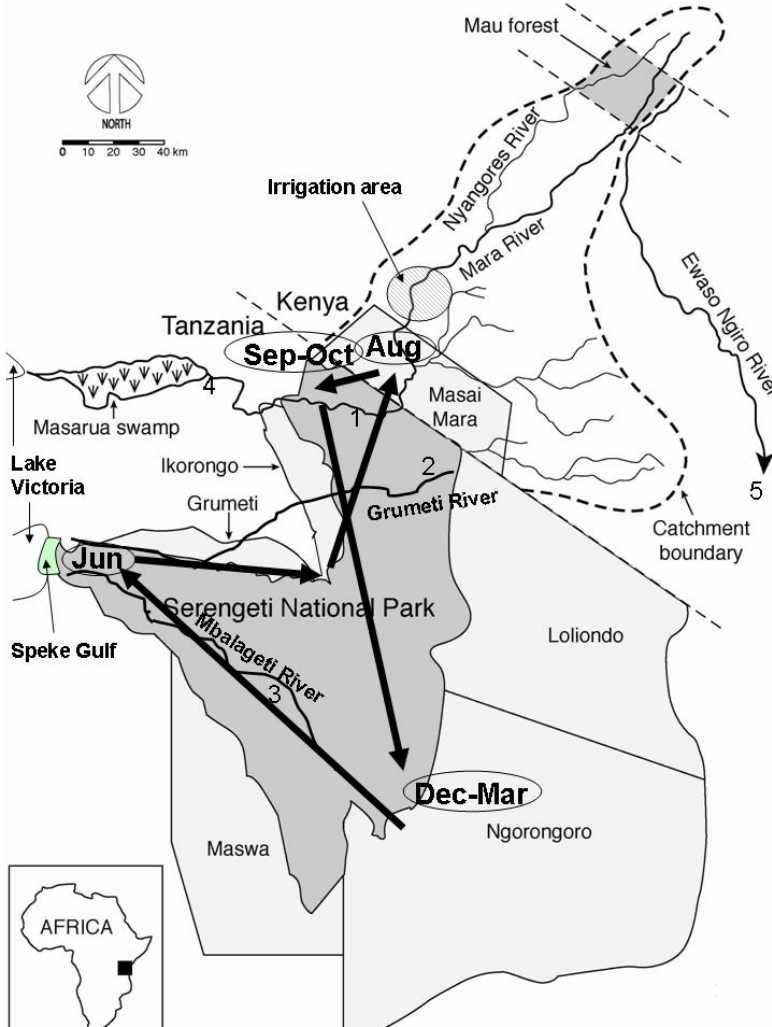 Mau forest
NORTH
0 10 20 30 40 km
Nyangores River
Irrigation area
Mara River
Ewaso Ngiro River
Kenya
Tanzania
Sep-Oct
Aug
4
Masai
Mara
1
Masarua swamp
Ikorongo
2
Lake
Victoria
Grumeti
Grumeti River
5
Catchment
boundary
Jun
Serengeti National Park
Speke Gulf
Mbalageti River
Loliondo
3
Dec-Mar
Ngorongoro
Maswa
AFRICA